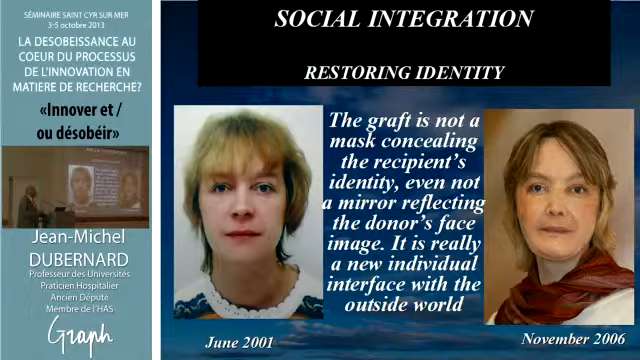 SÉMINAIRE SAINT CYR SUR MER
3-5 octobre 2013
LA DESOBEISSANCE AU
COEUR DU PROCESSUS
DE L'INNOVATION EN
MATIERE DE RECHERCHE?
«Innover et /
ou désobéir»
Jean-Michel
DUBERNARD
Professeur des Universités
Praticien Hospitalier
Ancien Député
Membre de l'HAS
Graph
SOCIAL INTEGRATION
RESTORING IDENTITY
The graft is not a
mask concealing
the recipient's
identity, even not
a mirror reflecting
the donor's face
image. It is really
a new individual
interface with the
outside world
June 2001
November 2006